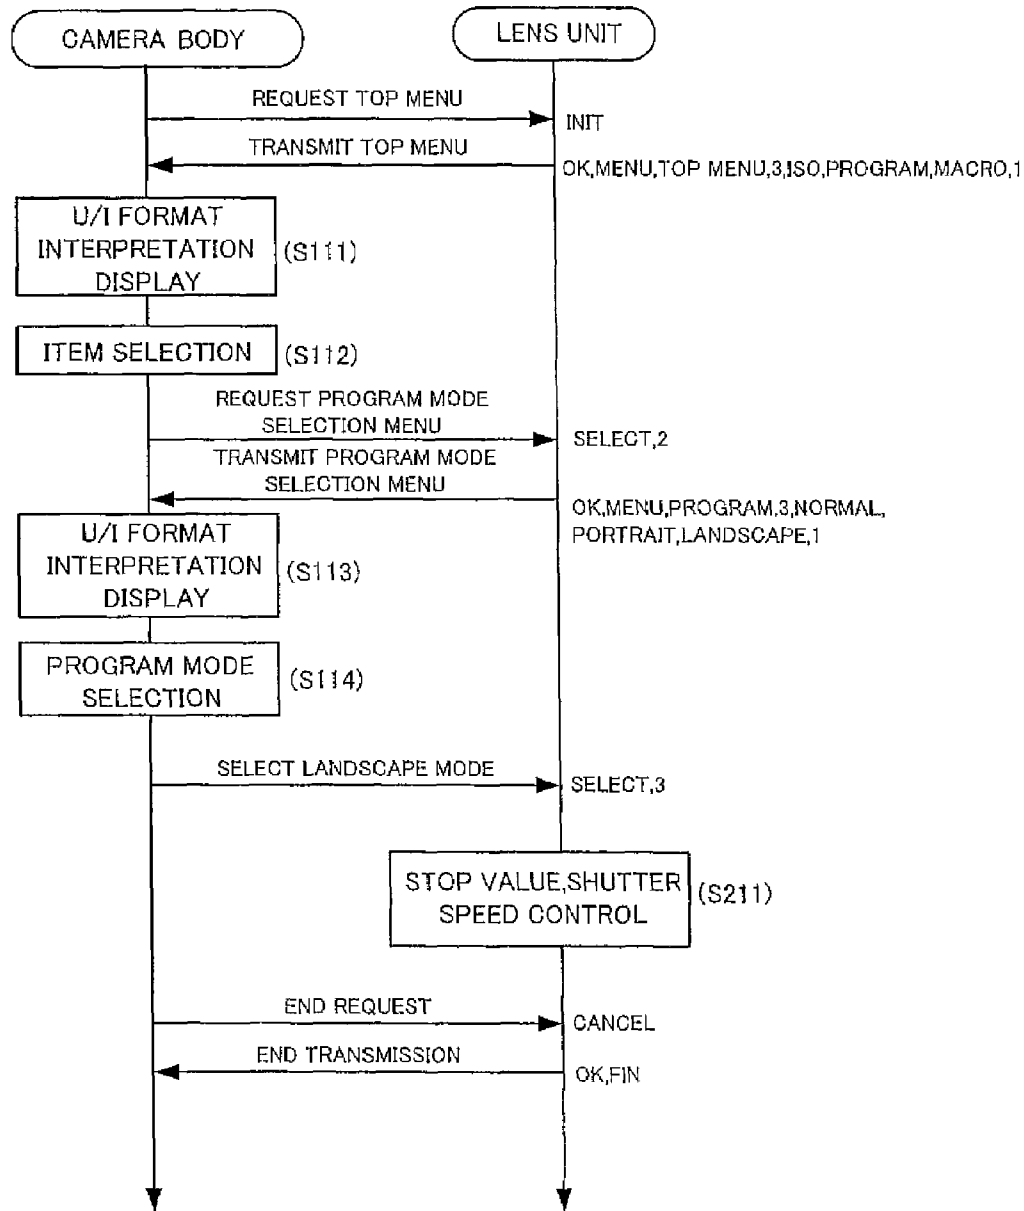 CAMERA BODY
LENS UNIT
REQUEST TOP MENU
INIT
TRANSMIT TOP MENU
OK,MENU,TOP MENU,3,ISO,PROGRAM,MACRO,1
U/I FORMAT
INTERPRETATION
DISPLAY
(S111)
ITEM SELECTION
(S112)
REQUEST PROGRAM MODE
SELECTION MENU
SELECT,2
TRANSMIT PROGRAM MODE
SELECTION MENU
OK,MENU,PROGRAM,3,NORMAL,
PORTRAIT,LANDSCAPE,1
U/I FORMAT
INTERPRETATION
DISPLAY
(S113)
PROGRAM MODE
SELECTION
(S114)
SELECT LANDSCAPE MODE
SELECT,3
STOP VALUE,SHUTTER
SPEED CONTROL
(S211)
END REQUEST
CANCEL
END TRANSMISSION
OK,FIN